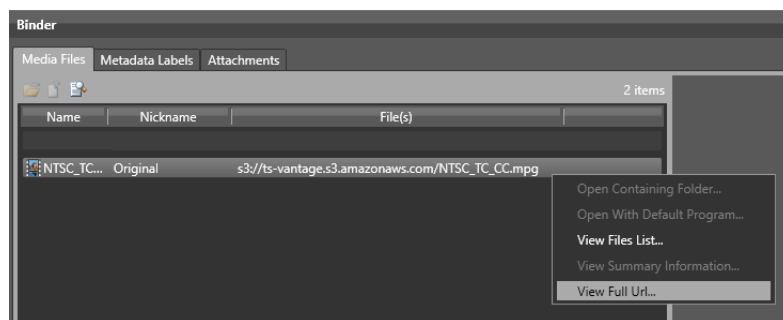 Binder
Media Files Metadata Labels Attachments
2 items
Name Nickname File(s)
NTSC_TC... Original s3://ts-vantage.s3.amazonaws.com/NTSC_TC_CC.mpg
Open Containing Folder...
Open With Default Program...
View Files List...
View Summary Information...
View Full Url...